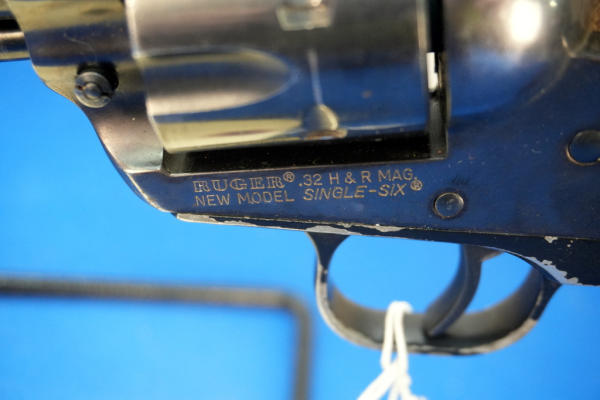 RUGER® .32 H & R MAG.
NEW MODEL SINGLE-SIX®